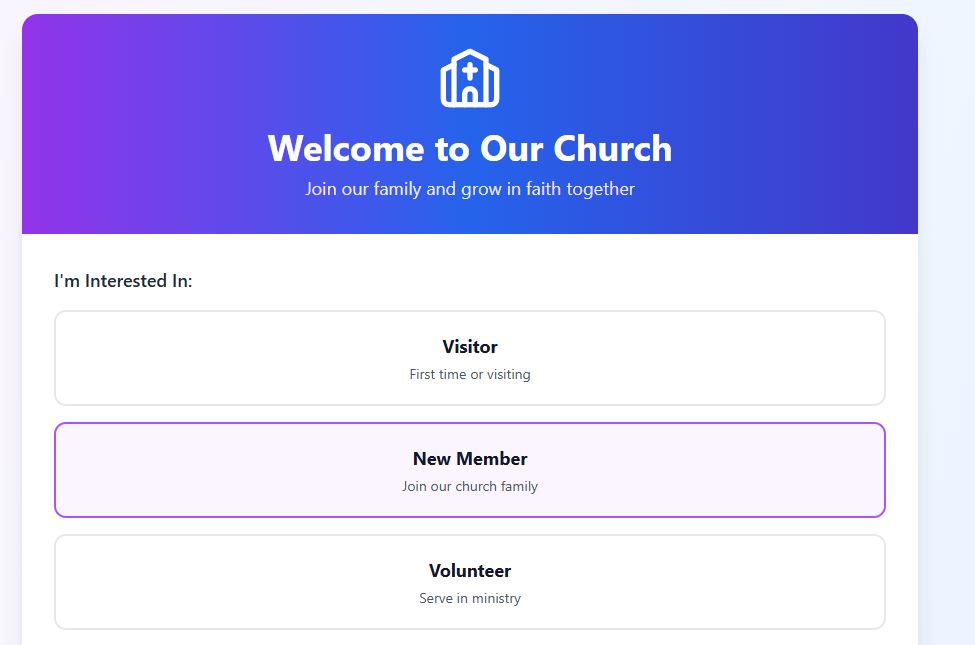 Welcome to Our Church
Join our family and grow in faith together
I'm Interested In:
Visitor
First time or visiting
New Member
Join our church family
Volunteer
Serve in ministry